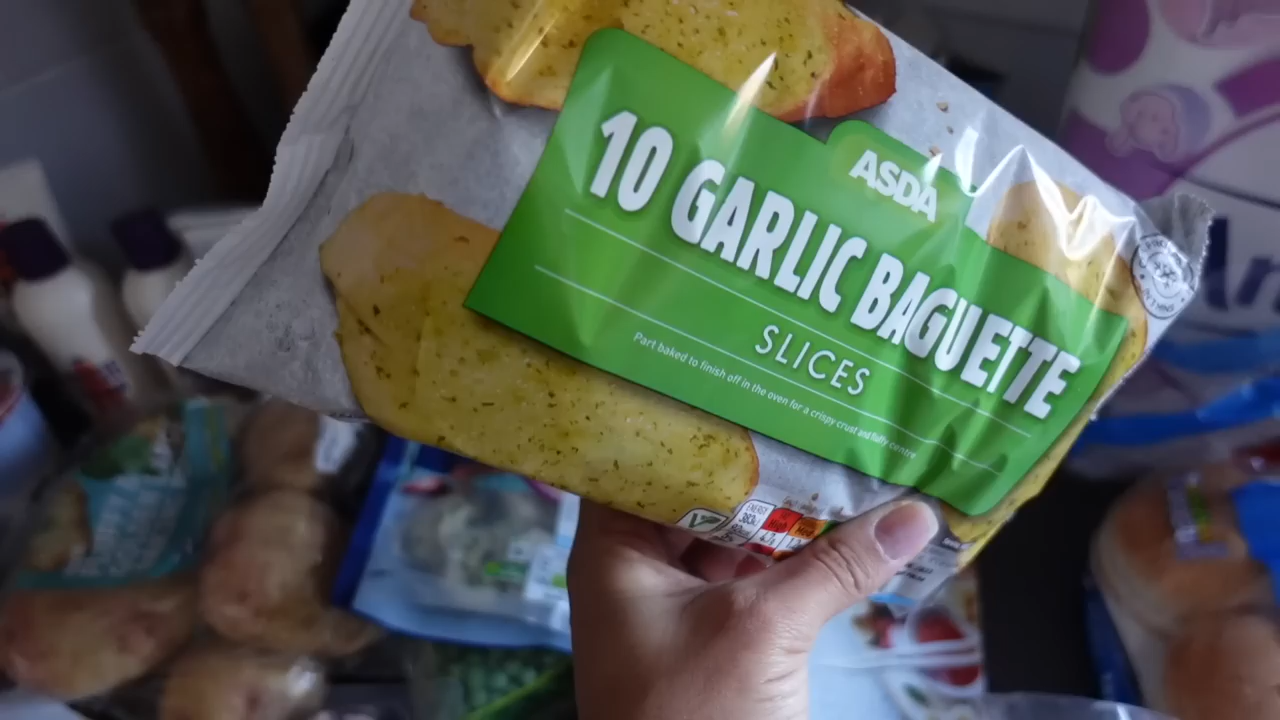 ASDA
10 GARLIC BAGUETTE
SLICES
Part baked to finish off in the oven for a crispy crust and fluffy centre
ENERGY